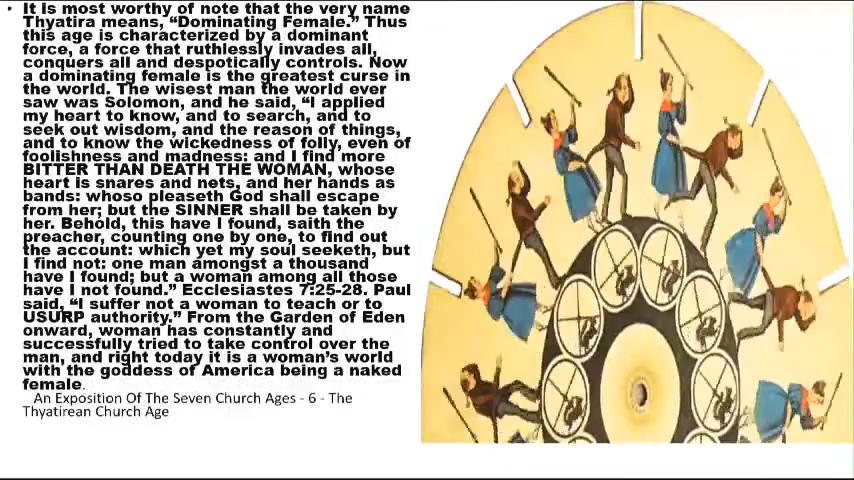 • It is most worthy of note that the very name
Thyatira means, “Dominating Female.” Thus
this age is characterized by a dominant
force, a force that ruthlessly invades all,
conquers all and despotically controls. Now
a dominating female is the greatest curse in
the world. The wisest man the world ever
saw was Solomon, and he said, “I applied
my heart to know, and to search, and to
seek out wisdom, and the reason of things,
and to know the wickedness of folly, even of
foolishness and madness: and I find more
BITTER THAN DEATH THE WOMAN, whose
heart is snares and nets, and her hands as
bands: whoso pleaseth God shall escape
from her; but the SINNER shall be taken by
her. Behold, this have I found, saith the
preacher, counting one by one, to find out
the account: which yet my soul seeketh, but
I find not: one man amongst a thousand
have I found; but a woman among all those
have I not found.” Ecclesiastes 7:25-28. Paul
said, “I suffer not a woman to teach or to
USURP authority.” From the Garden of Eden
onward, woman has constantly and
successfully tried to take control over the
man, and right today it is a woman’s world
with the goddess of America being a naked
female.
An Exposition Of The Seven Church Ages - 6 - The
Thyatirean Church Age